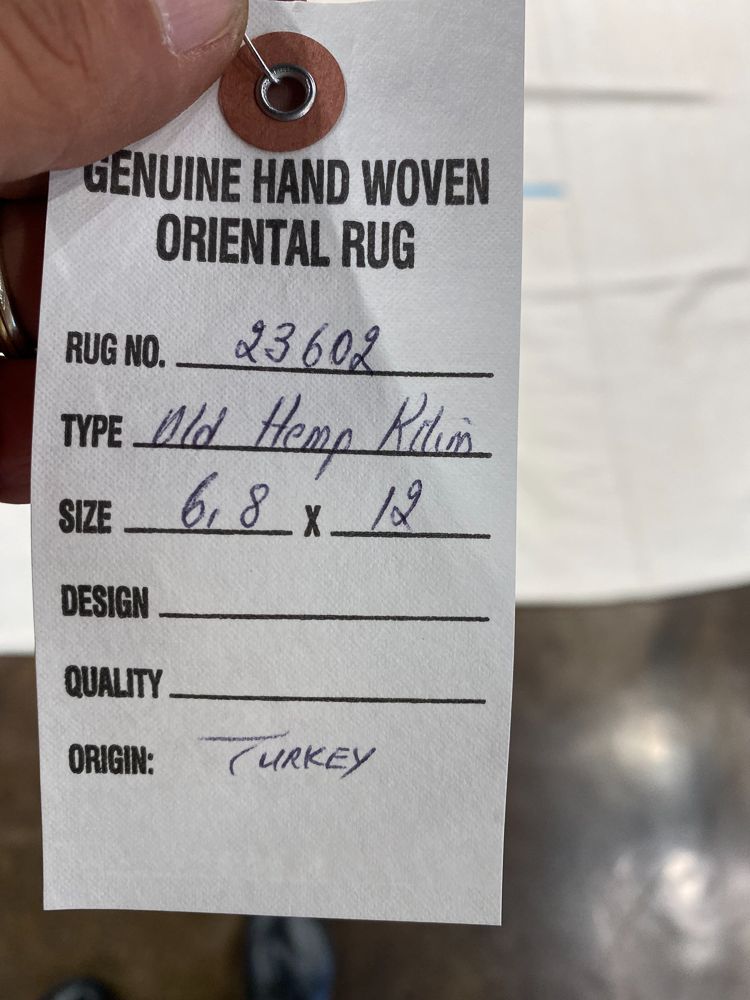 GENUINE HAND WOVEN
ORIENTAL RUG
RUG NO. 23602
TYPE Old Hemp Kilim
SIZE 6,8 X 12
DESIGN
QUALITY
ORIGIN: TURKEY